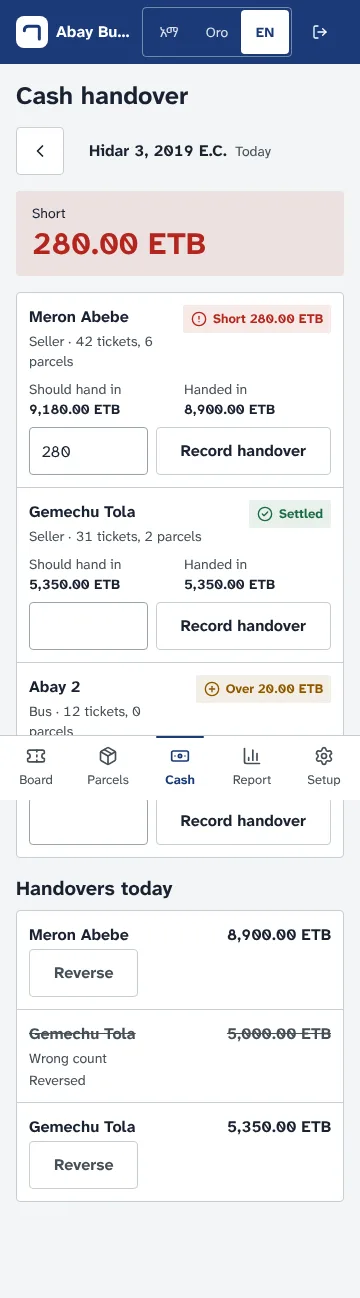 Abay Bu...
አማ
Oro
EN
Cash handover
Hidar 3, 2019 E.C. Today
Short
280.00 ETB
Meron Abebe
Short 280.00 ETB
Seller · 42 tickets, 6
parcels
Should hand in
Handed in
9,180.00 ETB
8,900.00 ETB
280
Record handover
Gemechu Tola
Settled
Seller · 31 tickets, 2 parcels
Should hand in
Handed in
5,350.00 ETB
5,350.00 ETB
Record handover
Abay 2
Over 20.00 ETB
Bus · 12 tickets, 0
parcels
Board
Parcels
Cash
Report
Setup
Record handover
Handovers today
Meron Abebe
8,900.00 ETB
Reverse
Gemechu Tola
5,000.00 ETB
Wrong count
Reversed
Gemechu Tola
5,350.00 ETB
Reverse